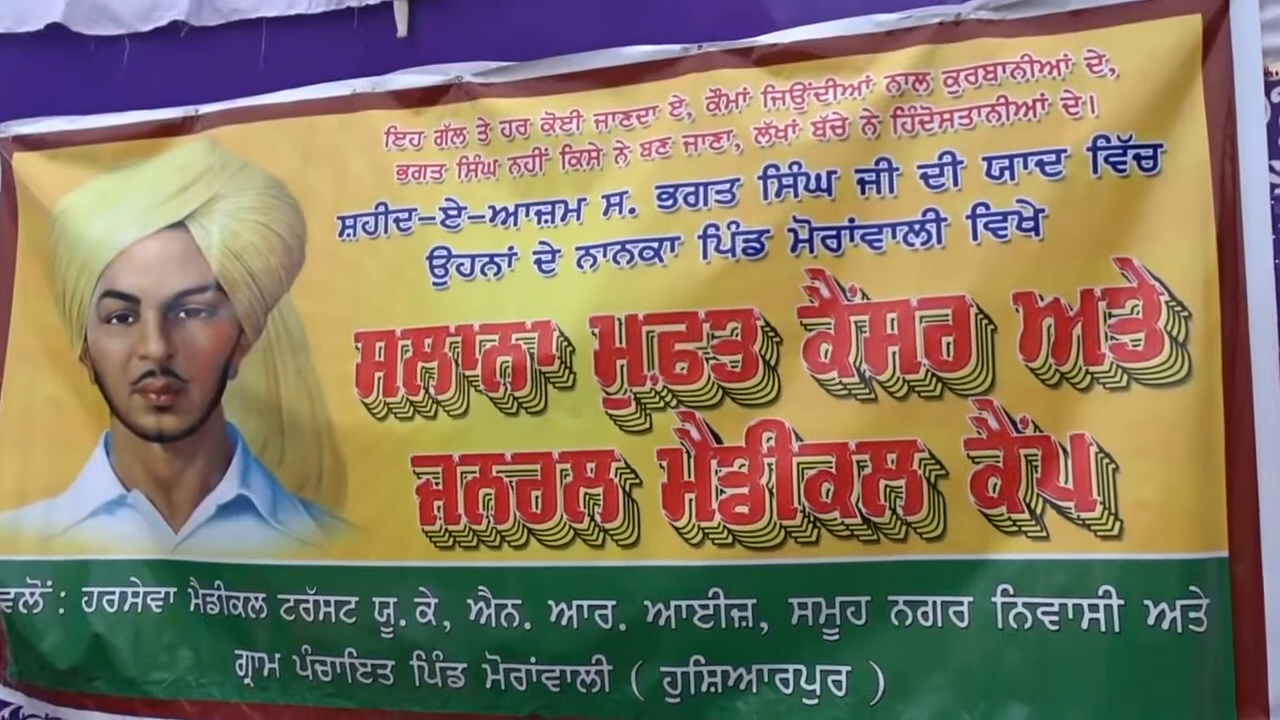 ਇਹ ਗੱਲ ਤੇ ਹਰ ਕੋਈ ਜਾਣਦਾ ਏ, ਕੌਮਾਂ ਜਿਉਂਦੀਆਂ ਨਾਲ ਕੁਰਬਾਨੀਆਂ ਦੇ,
ਭਗਤ ਸਿੰਘ ਨਹੀਂ ਕਿਸੇ ਨੇ ਬਣ ਜਾਣਾ, ਲੱਖਾਂ ਬੱਚੇ ਨੇ ਹਿੰਦੋਸਤਾਨੀਆਂ ਦੇ।
ਸ਼ਹੀਦ-ਏ-ਆਜ਼ਮ ਸ. ਭਗਤ ਸਿੰਘ ਜੀ ਦੀ ਯਾਦ ਵਿੱਚ
ਉਹਨਾਂ ਦੇ ਨਾਨਕਾ ਪਿੰਡ ਮੋਰਾਂਵਾਲੀ ਵਿਖੇ
ਸਲਾਨਾ ਮੁਫ਼ਤ ਕੈਂਸਰ ਅਤੇ
ਜਨਰਲ ਮੈਡੀਕਲ ਕੈਂਪ
ਵਲੋਂ : ਹਰਸੇਵਾ ਮੈਡੀਕਲ ਟਰੱਸਟ ਯੂ. ਕੇ, ਐਨ. ਆਰ. ਆਈਜ਼, ਸਮੂਹ ਨਗਰ ਨਿਵਾਸੀ ਅਤੇ
ਗ੍ਰਾਮ ਪੰਚਾਇਤ ਪਿੰਡ ਮੋਰਾਂਵਾਲੀ ( ਹੁਸ਼ਿਆਰਪੁਰ )